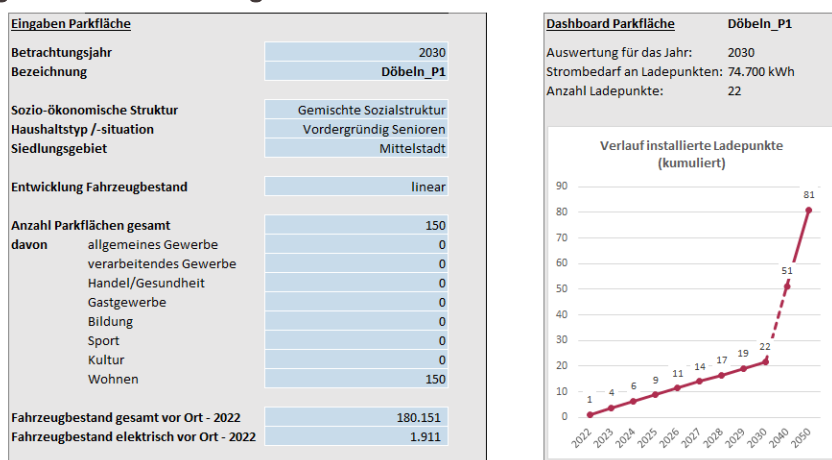 Eingaben Parkfläche
Betrachtungsjahr 2030
Bezeichnung Döbeln_P1
Sozio-ökonomische Struktur Gemischte Sozialstruktur
Haushaltstyp /-situation Vordergründig Senioren
Siedlungsgebiet Mittelstadt
Entwicklung Fahrzeugbestand linear
Anzahl Parkflächen gesamt 150
davon allgemeines Gewerbe 0
verarbeitendes Gewerbe 0
Handel/Gesundheit 0
Gastgewerbe 0
Bildung 0
Sport 0
Kultur 0
Wohnen 150
Fahrzeugbestand gesamt vor Ort - 2022 180.151
Fahrzeugbestand elektrisch vor Ort - 2022 1.911
Dashboard Parkfläche Döbeln_P1
Auswertung für das Jahr: 2030
Strombedarf an Ladepunkten: 74.700 kWh
Anzahl Ladepunkte: 22
Verlauf installierte Ladepunkte
(kumuliert)
90
80
70
60
50
40
30
20
10
0
1 4 6 9 11 14 17 19 22 51 81
2022 2023 2024 2025 2026 2027 2028 2029 2030 2040 2050